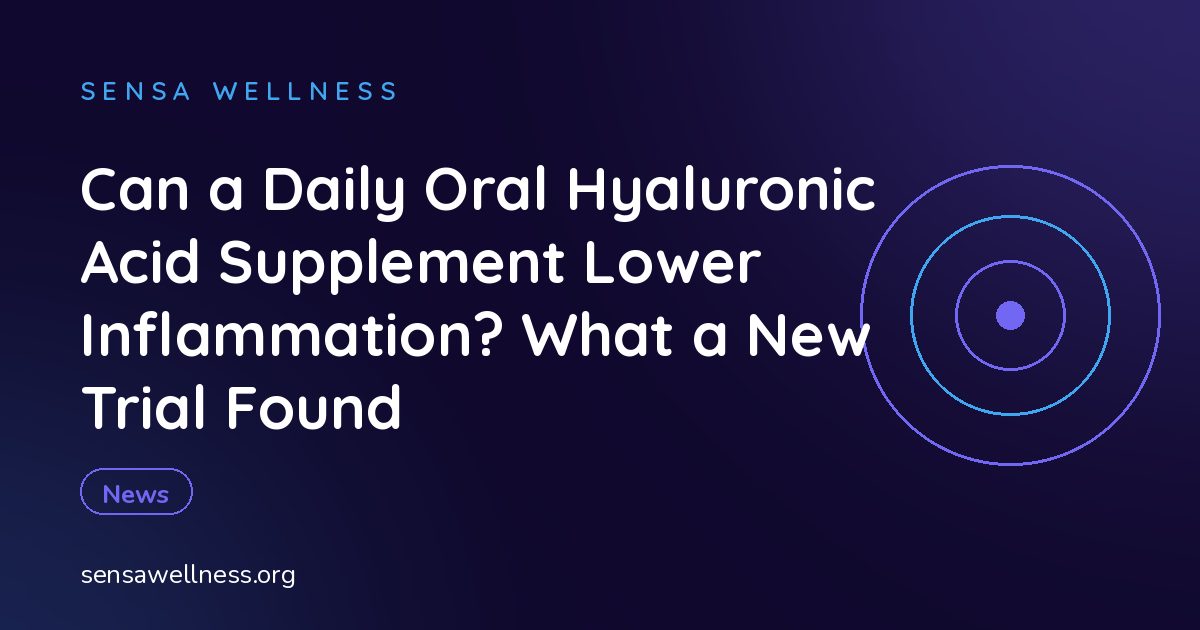 SENSA WELLNESS
Can a Daily Oral Hyaluronic
Acid Supplement Lower
Inflammation? What a New
Trial Found
News
sensawellness.org